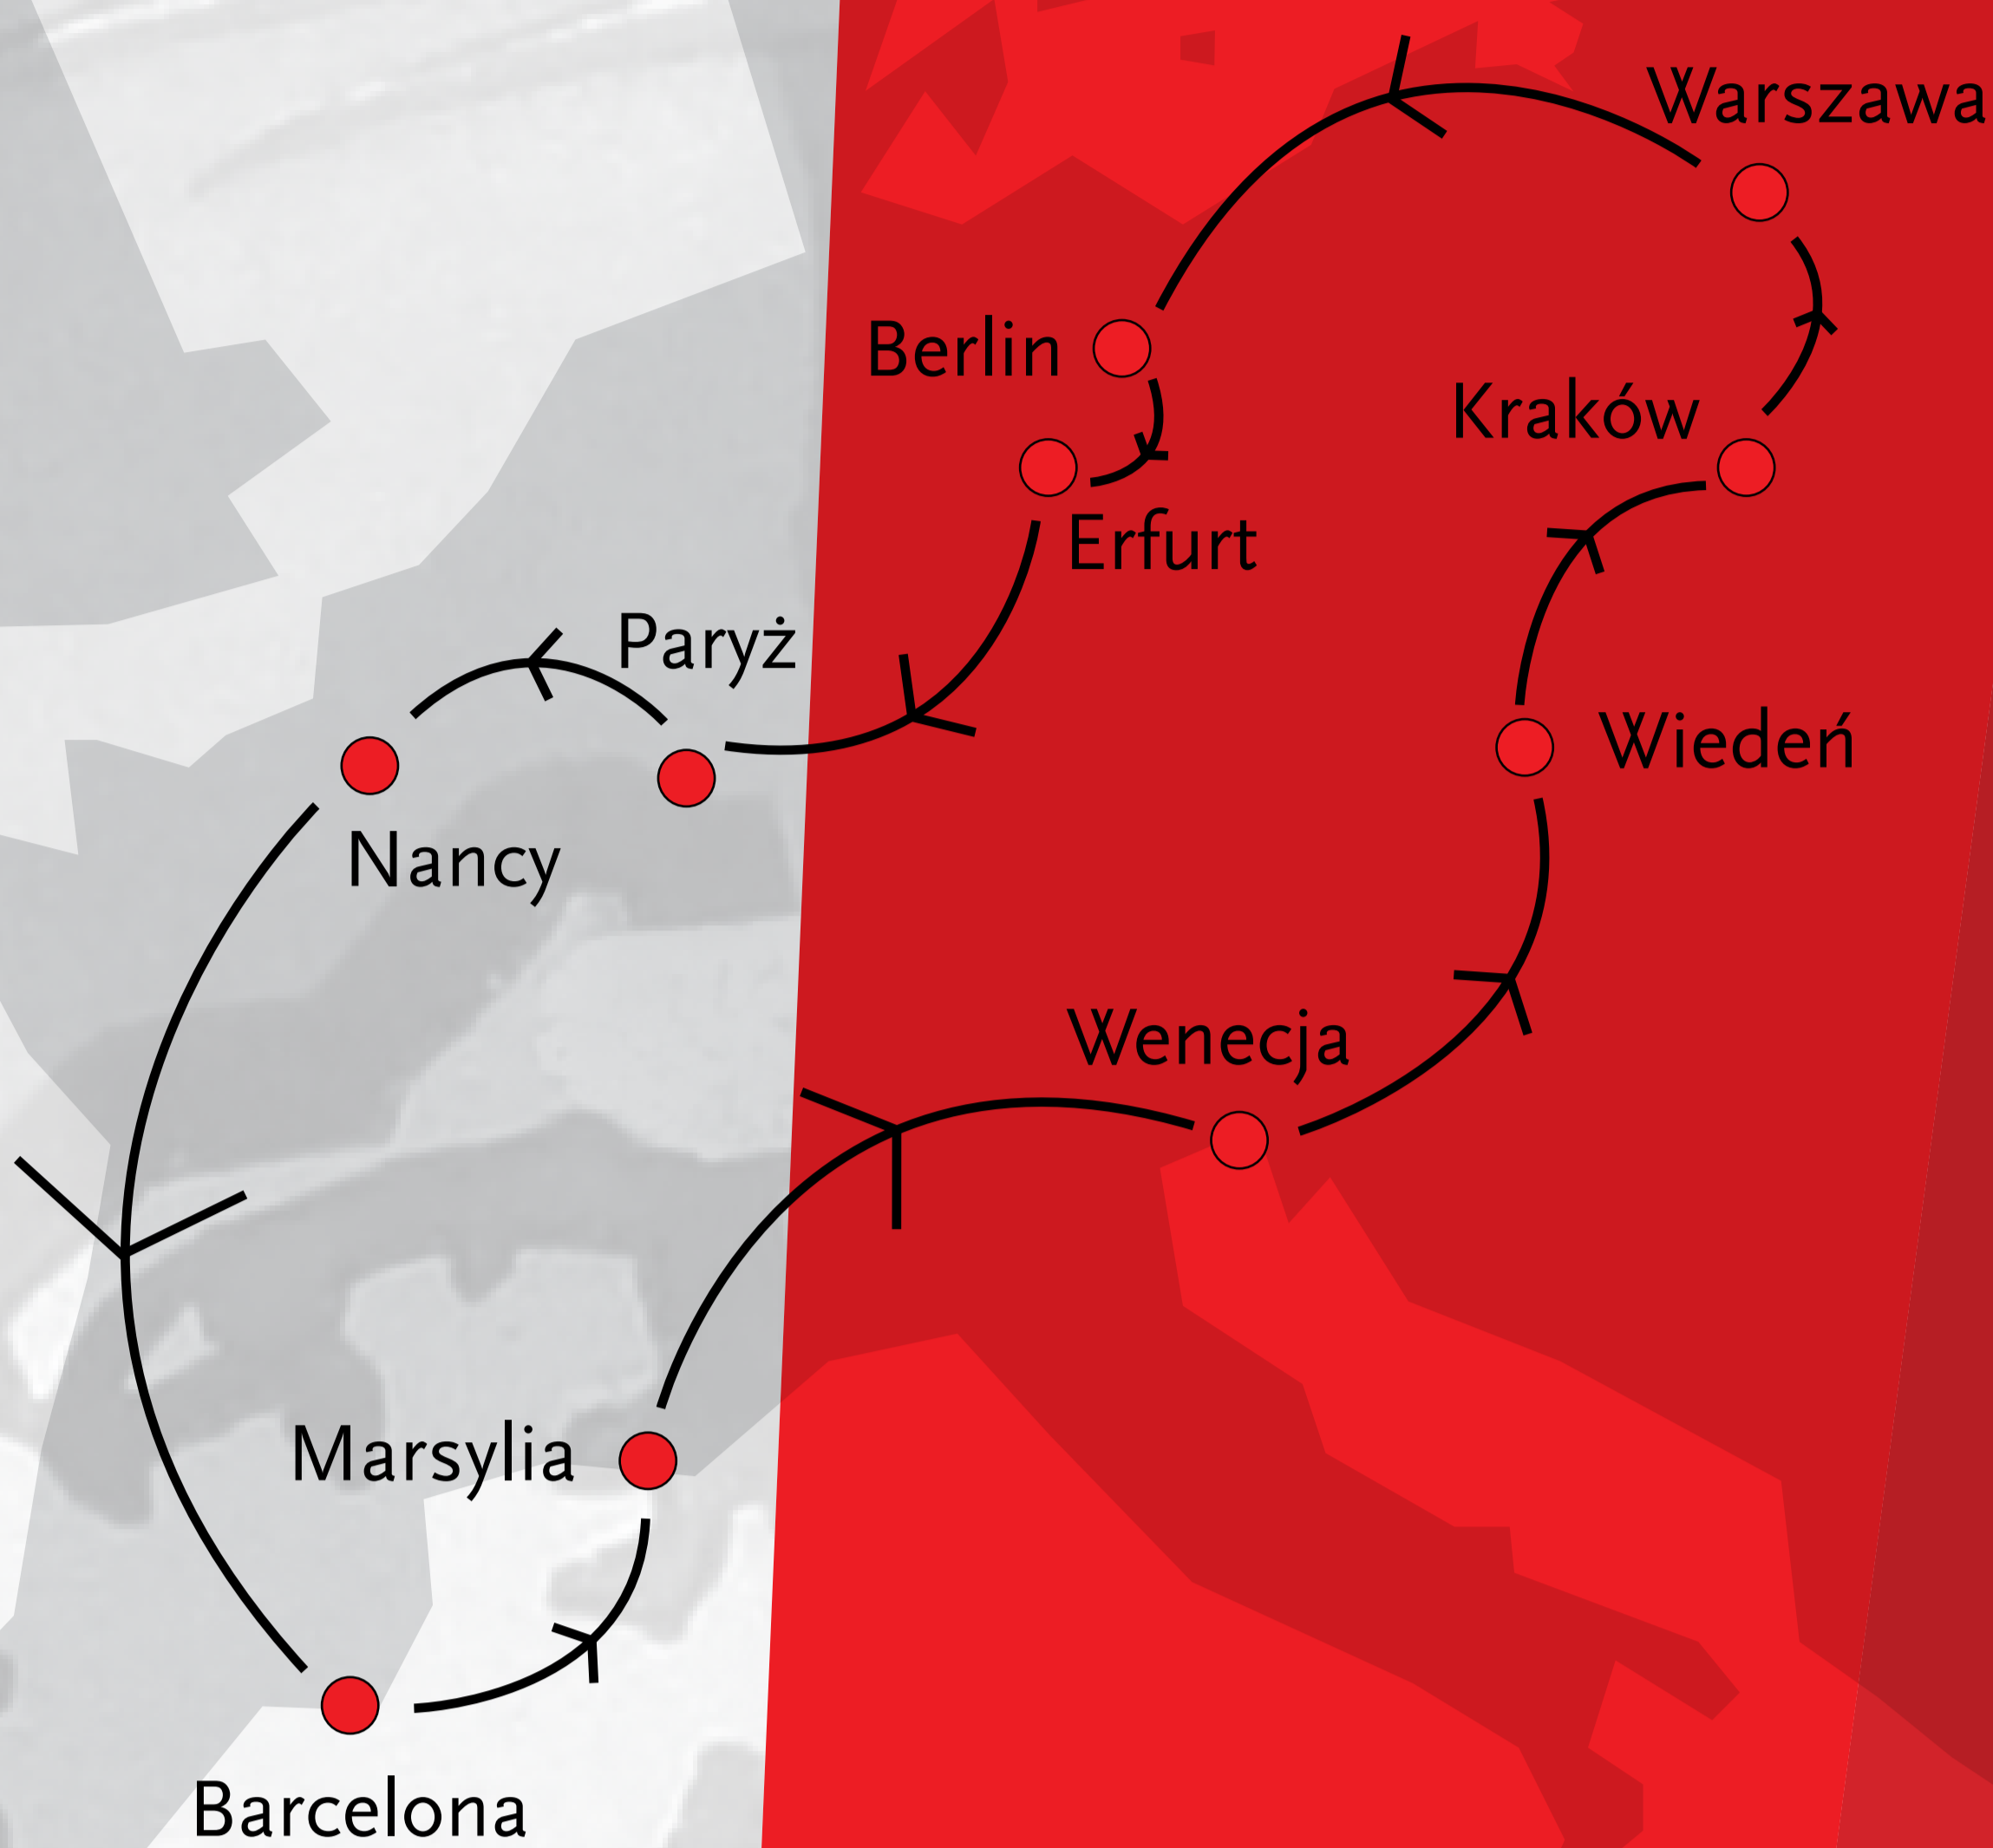 Warszawa
Berlin
Kraków
Erfurt
Paryż
Wiedeń
Nancy
Wenecja
Marsylia
Barcelona